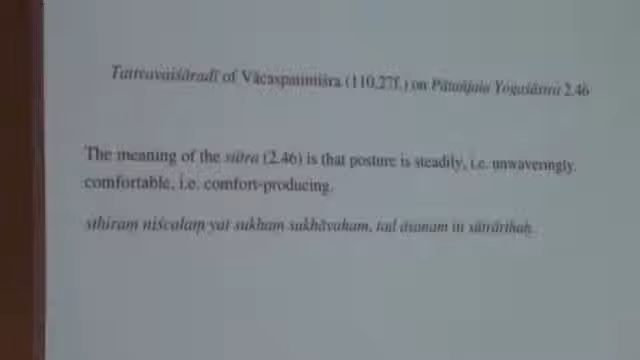 Tattvavaiśāradī of Vācaspatimiśra (110,27f.) on Pātañjala Yogaśāstra 2.46
The meaning of the sūtra (2.46) is that posture is steadily, i.e. unwaveringly,
comfortable, i.e. comfort-producing.
sthiraṃ niścalaṃ yat sukhaṃ sukhāvahaṃ, tad āsanam iti sūtrārthaḥ.